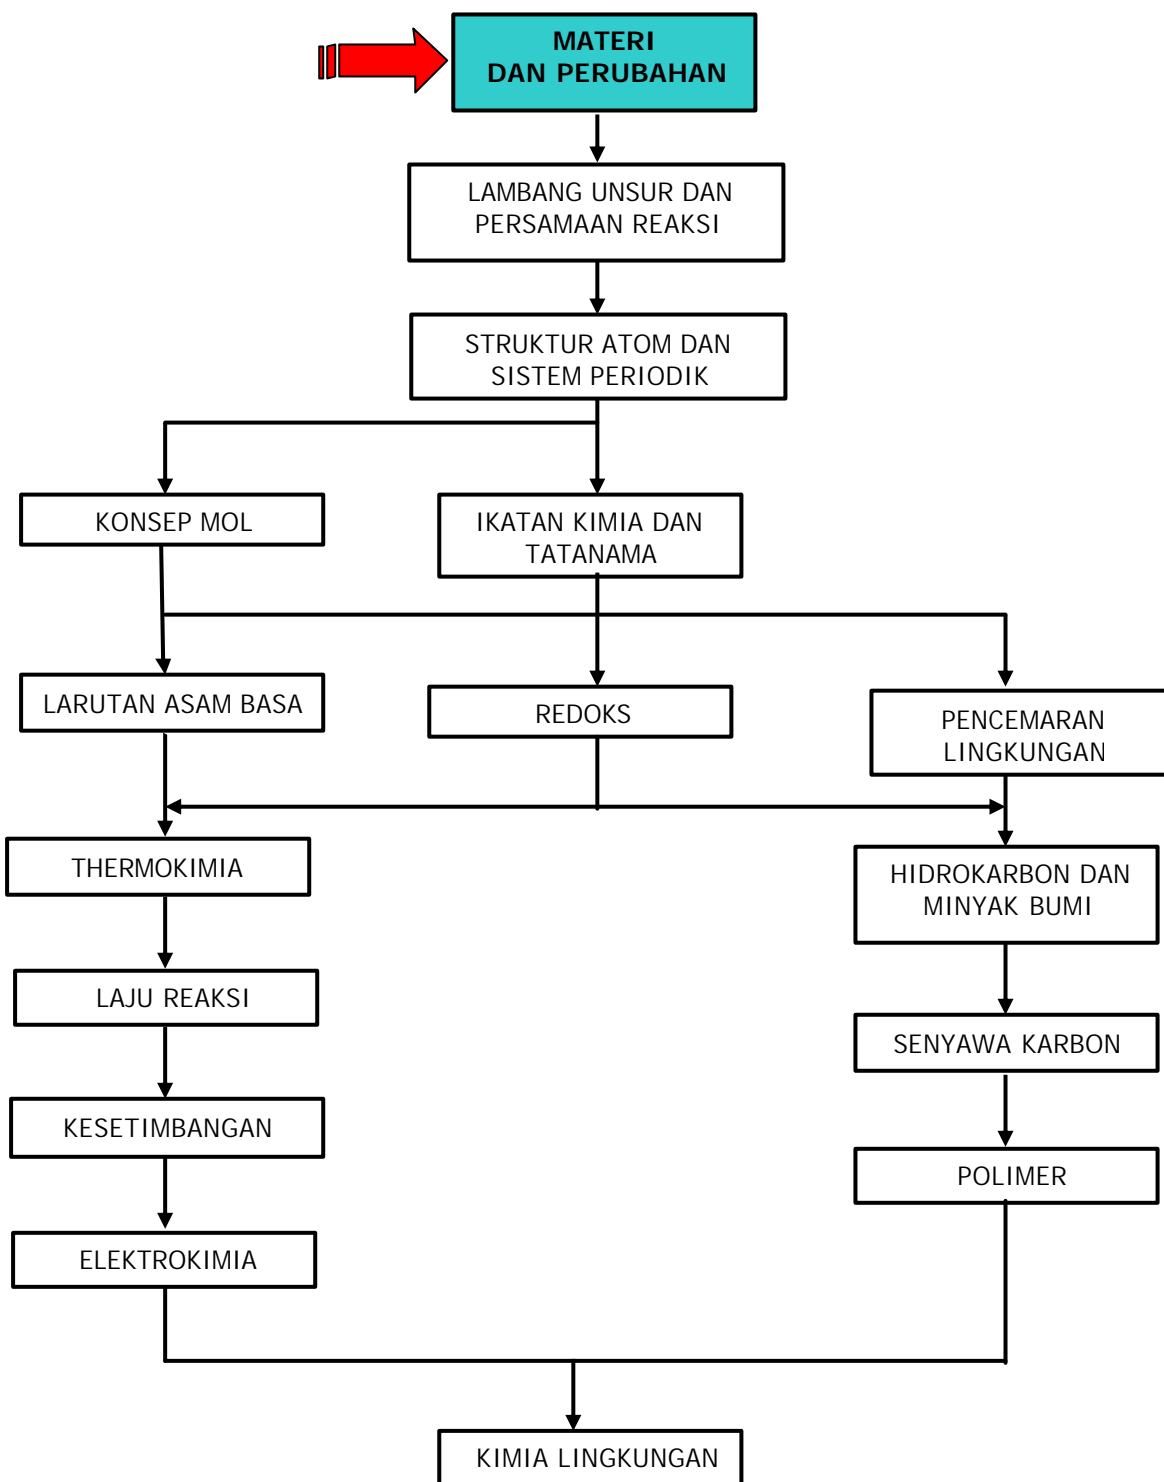 MATERI
DAN PERUBAHAN
LAMBANG UNSUR DAN
PERSAMAAN REAKSI
STRUKTUR ATOM DAN
SISTEM PERIODIK
KONSEP MOL
IKATAN KIMIA DAN
TATANAMA
LARUTAN ASAM BASA
REDOKS
PENCEMARAN
LINGKUNGAN
THERMOKIMIA
HIDROKARBON DAN
MINYAK BUMI
LAJU REAKSI
SENYAWA KARBON
KESETIMBANGAN
POLIMER
ELEKTROKIMIA
KIMIA LINGKUNGAN